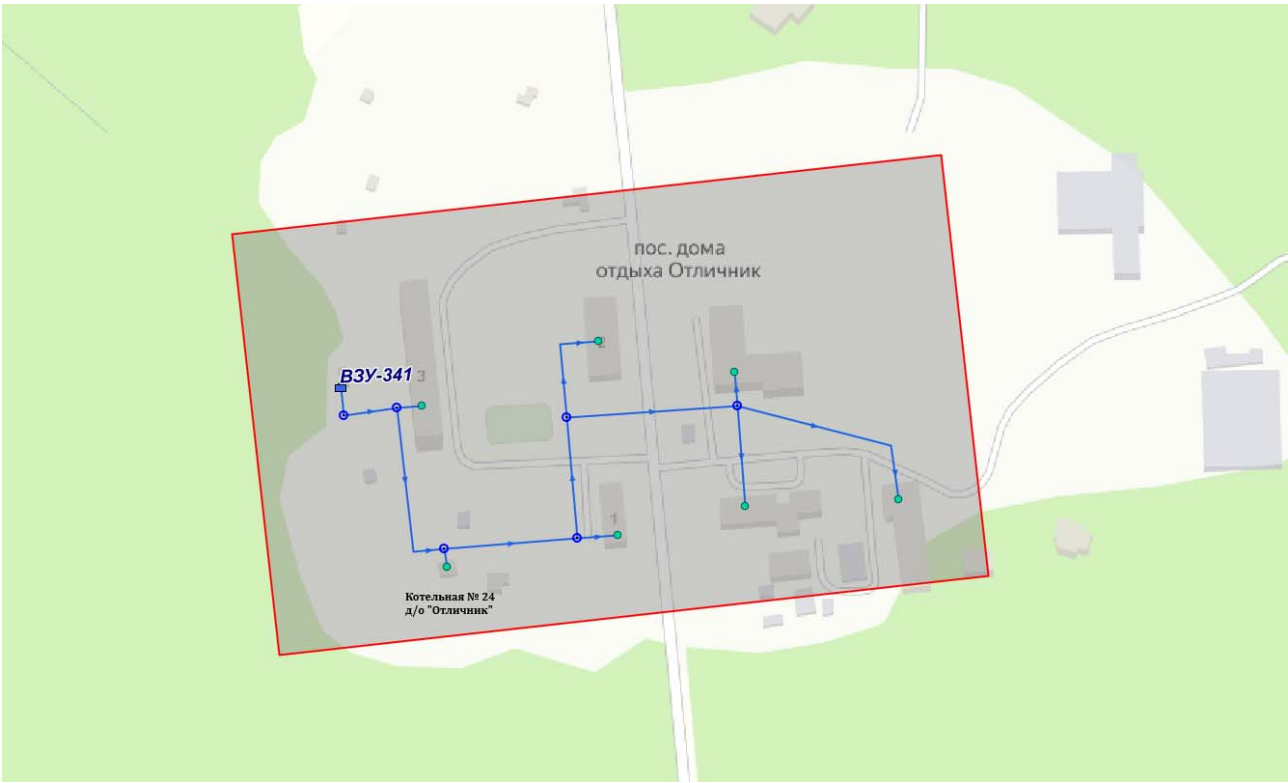 пос. дома
отдыха Отличник
2
ВЗУ-341
3
1
Котельная № 24
д/о "Отличник"